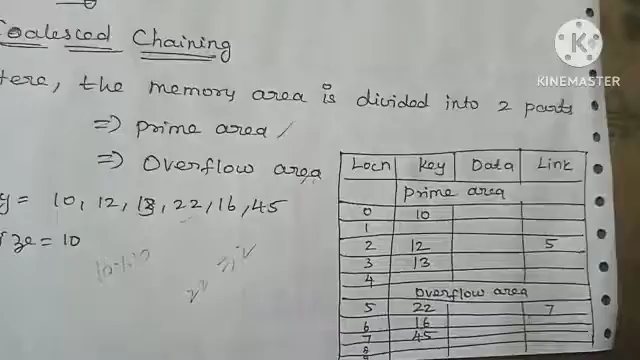 Coalesced Chaining
Here, the memory area is divided into 2 parts
=> prime area
=> Overflow area
= 10, 12, 13, 22, 16, 45
= 10
Locn Key Data Link
prime area
0 10
1
2 12 5
3 13
4
Overflow area
5 22 7
6 16
7 45
8
K
KINEMASTER